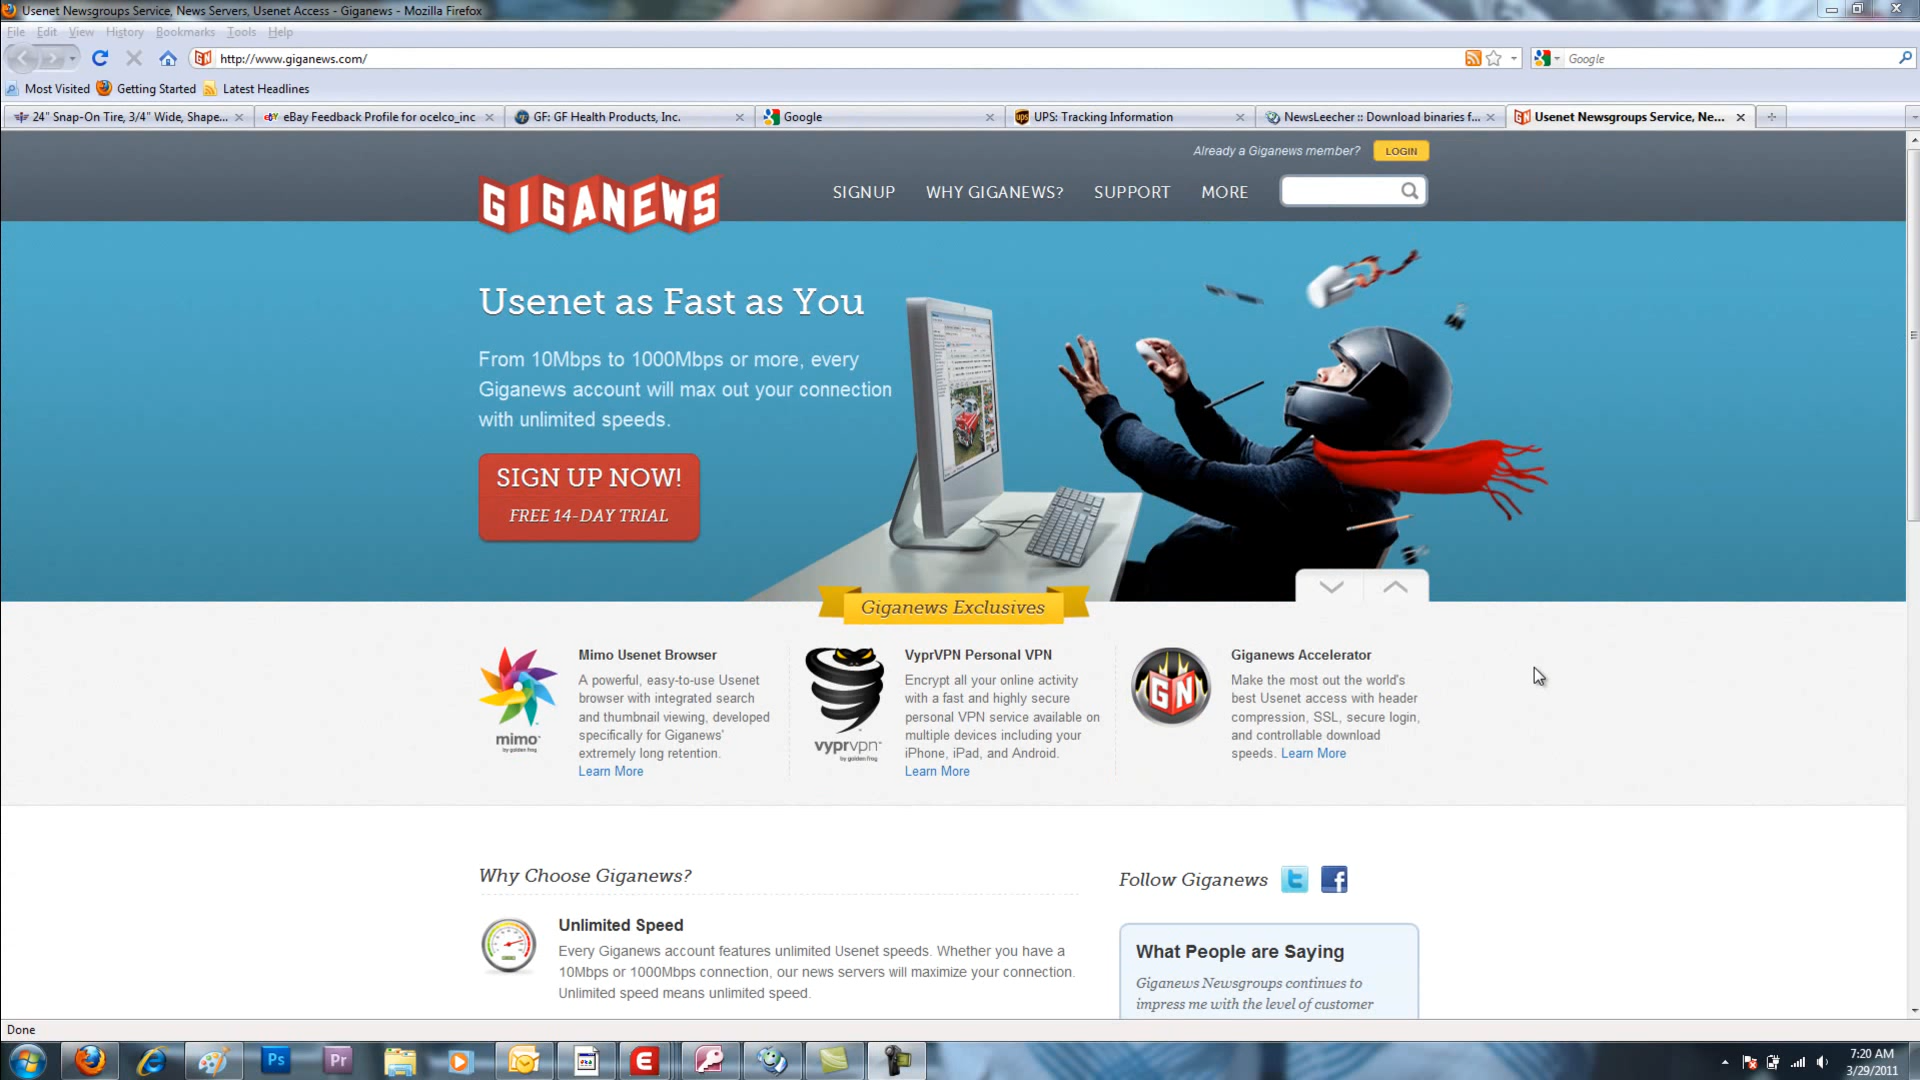 Usenet Newsgroups Service, News Servers, Usenet Access - Giganews - Mozilla Firefox
File Edit View History Bookmarks Tools Help
http://www.giganews.com/
Google
Most Visited Getting Started Latest Headlines
24" Snap-On Tire, 3/4" Wide, Shape...
eBay Feedback Profile for ocelco_inc
GF: GF Health Products, Inc.
Google
UPS: Tracking Information
NewsLeecher :: Download binaries f...
Usenet Newsgroups Service, Ne...
Already a Giganews member? LOGIN
GIGANEWS
SIGNUP WHY GIGANEWS? SUPPORT MORE
Usenet as Fast as You
From 10Mbps to 1000Mbps or more, every
Giganews account will max out your connection
with unlimited speeds.
SIGN UP NOW!
FREE 14-DAY TRIAL
Giganews Exclusives
mimo
by golden frog
Mimo Usenet Browser
A powerful, easy-to-use Usenet
browser with integrated search
and thumbnail viewing, developed
specifically for Giganews'
extremely long retention.
Learn More
vyprvpn
by golden frog
VyprVPN Personal VPN
Encrypt all your online activity
with a fast and highly secure
personal VPN service available on
multiple devices including your
iPhone, iPad, and Android.
Learn More
GN
Giganews Accelerator
Make the most out the world's
best Usenet access with header
compression, SSL, secure login,
and controllable download
speeds. Learn More
Why Choose Giganews?
Unlimited Speed
Every Giganews account features unlimited Usenet speeds. Whether you have a
10Mbps or 1000Mbps connection, our news servers will maximize your connection.
Unlimited speed means unlimited speed.
Follow Giganews
What People are Saying
Giganews Newsgroups continues to
impress me with the level of customer
Done
Ps
Pr
7:20 AM
3/29/2011